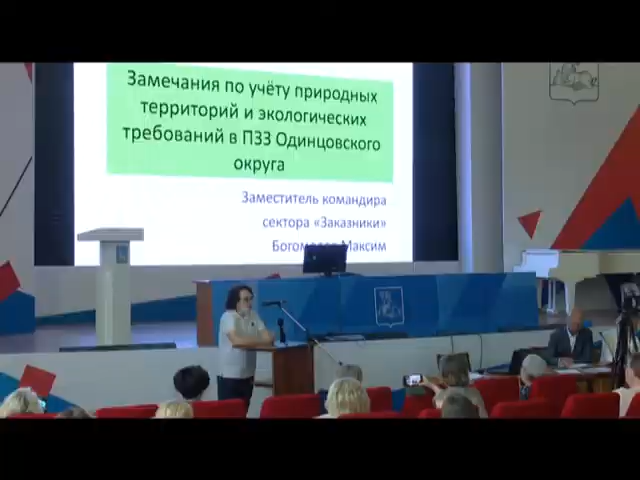 Замечания по учёту природных
территорий и экологических
требований в ПЗЗ Одинцовского
округа
Заместитель командира
сектора «Заказники»
Максим